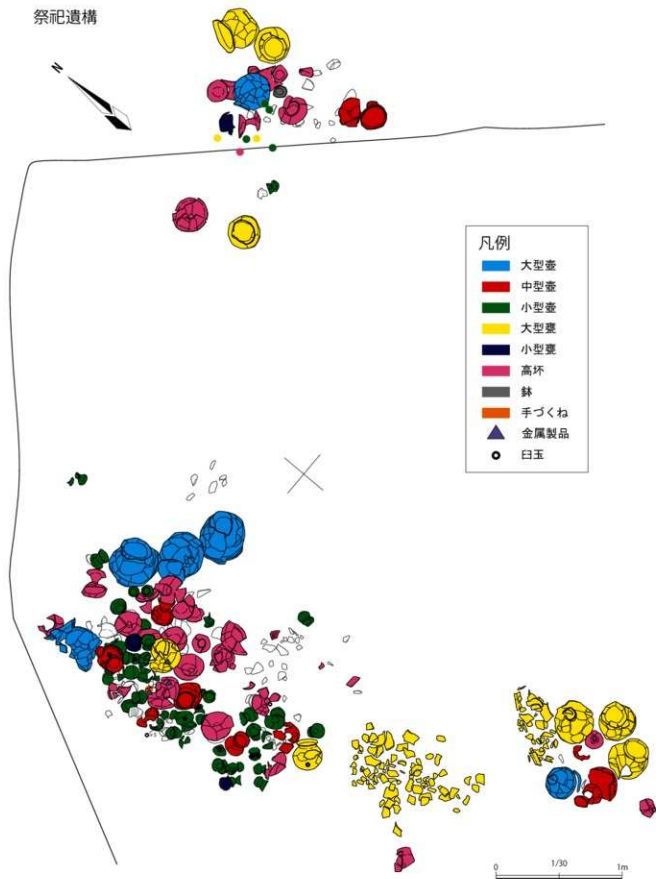 祭祀遺構
N
凡例
大型壺
中型壺
小型壺
大型甕
小型甕
高坏
鉢
手づくね
金属製品
臼玉
0 1/30 1m